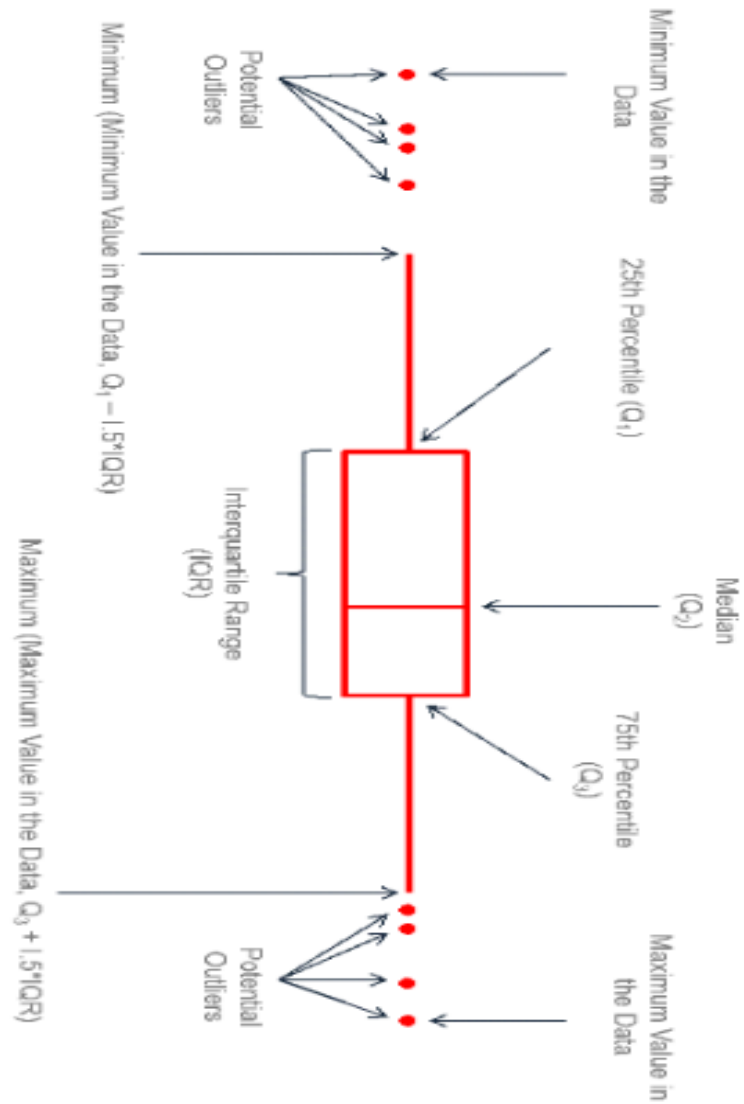 Minimum Value in the
Data
25th Percentile (Q₁)
Median
(Q₂)
75th Percentile
(Q₃)
Maximum Value in
the Data
Potential
Outliers
Interquartile Range
(IQR)
Potential
Outliers
Minimum (Minimum Value in the Data, Q₁ – 1.5*IQR)
Maximum (Maximum Value in the Data, Q₃ + 1.5*IQR)